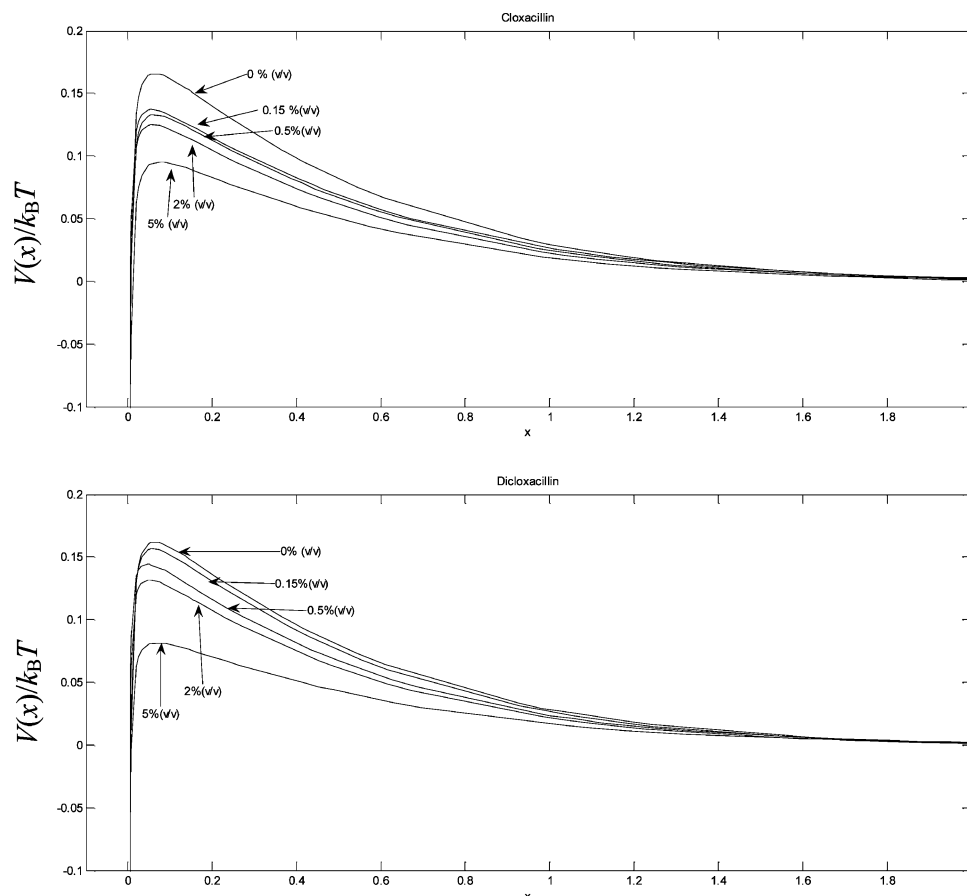 Cloxacillin
0.2
0.15
0.1
0.05
0
-0.05
-0.1
V(x)/k_BT
0 % (v/v)
0.15 %(v/v)
0.5%(v/v)
2% (v/v)
5% (v/v)
0 0.2 0.4 0.6 0.8 1 1.2 1.4 1.6 1.8
x
Dicloxacillin
0.2
0.15
0.1
0.05
0
-0.05
-0.1
V(x)/k_BT
0% (v/v)
0.15%(v/v)
0.5%(v/v)
2%(v/v)
5%(v/v)
0 0.2 0.4 0.6 0.8 1 1.2 1.4 1.6 1.8
x